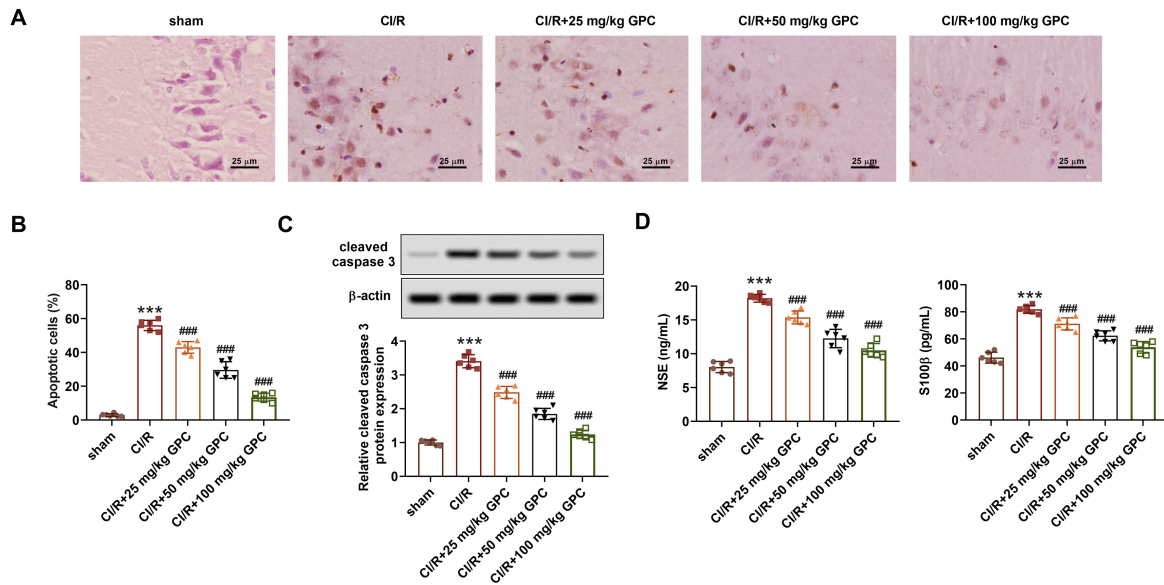 A
sham
CI/R
CI/R+25 mg/kg GPC
CI/R+50 mg/kg GPC
CI/R+100 mg/kg GPC
25 μm
25 μm
25 μm
25 μm
25 μm
B
Apoptotic cells (%)
80
60
40
20
0
***
###
###
###
sham
CI/R
CI/R+25 mg/kg GPC
CI/R+50 mg/kg GPC
CI/R+100 mg/kg GPC
C
cleaved
caspase 3
β-actin
Relative cleaved caspase 3
protein expression
4
3
2
1
0
***
###
###
###
sham
CI/R
CI/R+25 mg/kg GPC
CI/R+50 mg/kg GPC
CI/R+100 mg/kg GPC
D
NSE (ng/mL)
20
15
10
5
0
***
###
###
###
sham
CI/R
CI/R+25 mg/kg GPC
CI/R+50 mg/kg GPC
CI/R+100 mg/kg GPC
S100β (pg/mL)
100
80
60
40
20
0
***
###
###
###
sham
CI/R
CI/R+25 mg/kg GPC
CI/R+50 mg/kg GPC
CI/R+100 mg/kg GPC